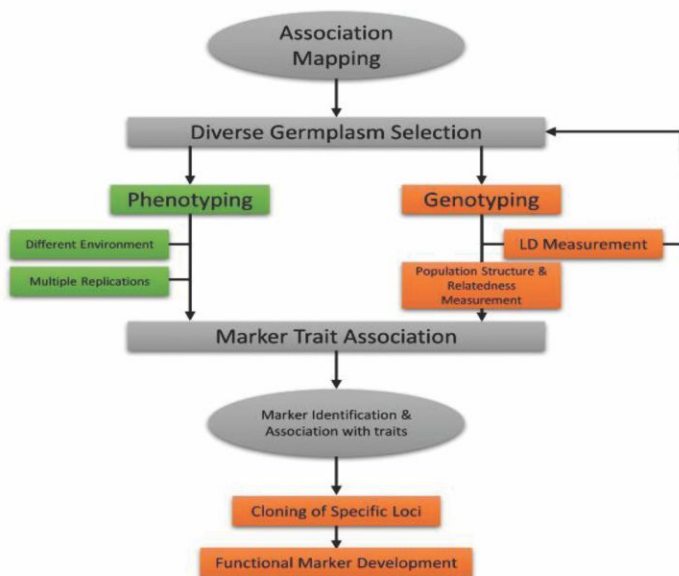 Association
Mapping
Diverse Germplasm Selection
Phenotyping
Genotyping
Different Environment
LD Measurement
Multiple Replications
Population Structure &
Relatedness
Measurement
Marker Trait Association
Marker Identification &
Association with traits
Cloning of Specific Loci
Functional Marker Development